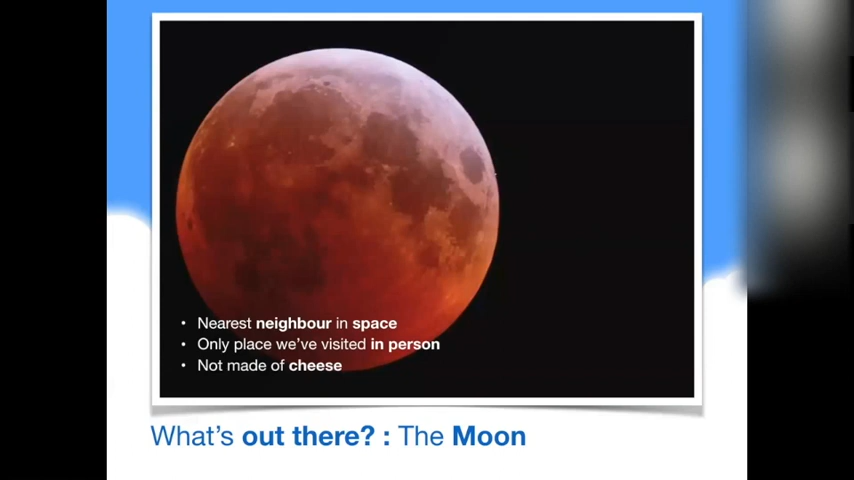 • Nearest neighbour in space
• Only place we've visited in person
• Not made of cheese
What's out there? : The Moon